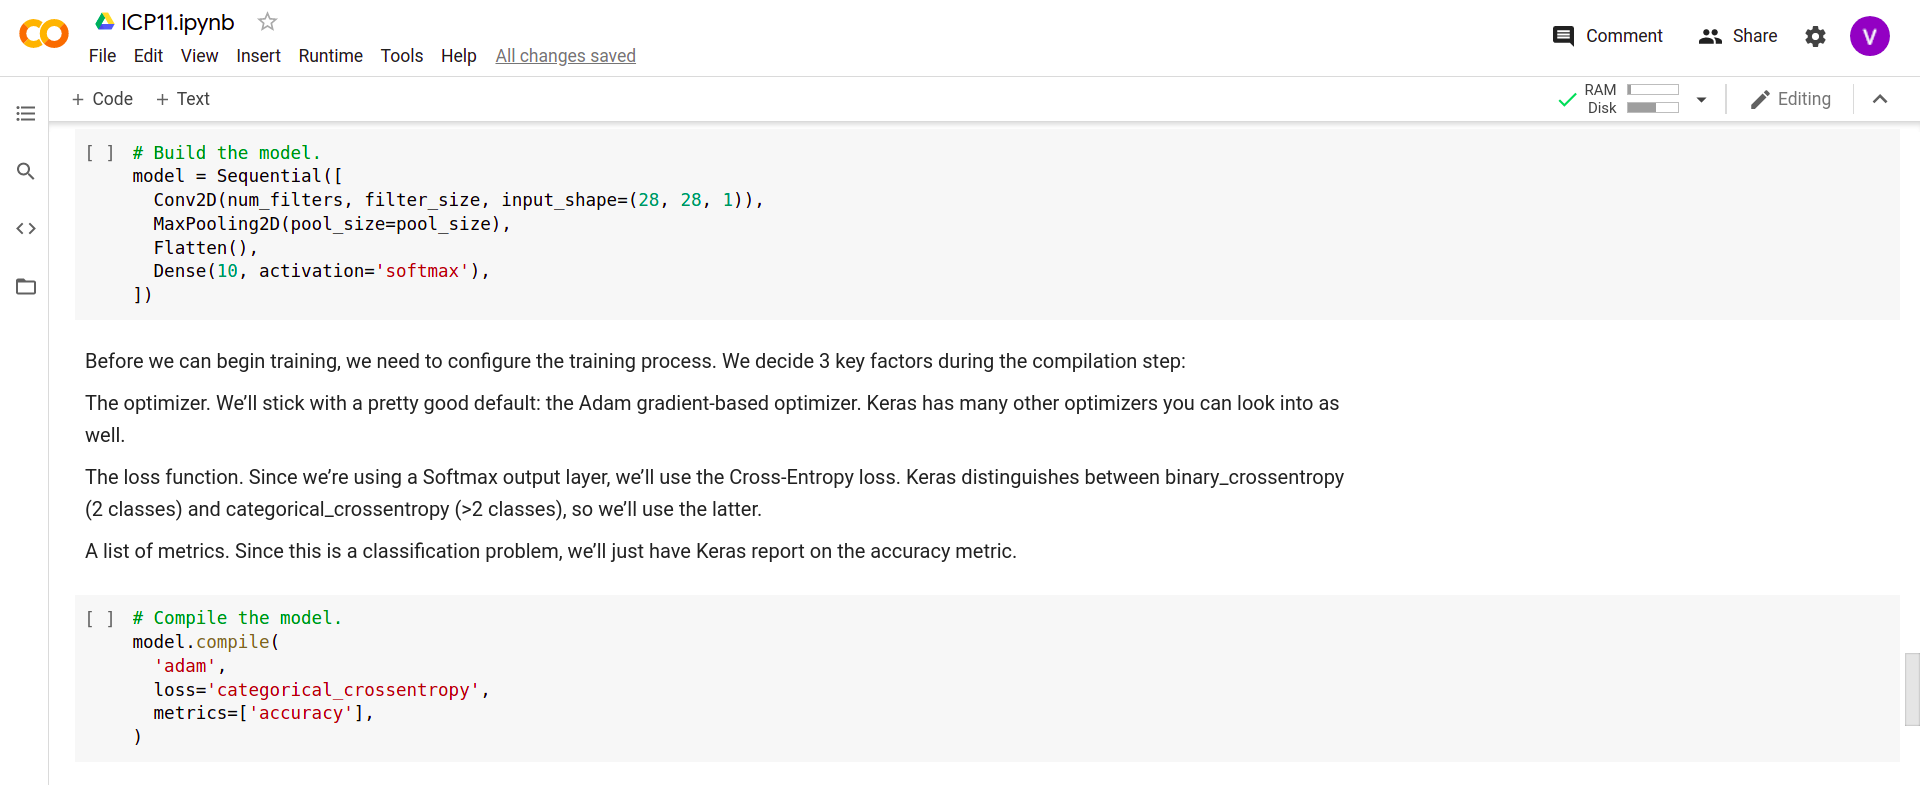 ICP11.ipynb
File Edit View Insert Runtime Tools Help All changes saved
Comment Share V
+ Code + Text
RAM
Disk
Editing
[ ] # Build the model.
model = Sequential([
  Conv2D(num_filters, filter_size, input_shape=(28, 28, 1)),
  MaxPooling2D(pool_size=pool_size),
  Flatten(),
  Dense(10, activation='softmax'),
])
Before we can begin training, we need to configure the training process. We decide 3 key factors during the compilation step:
The optimizer. We’ll stick with a pretty good default: the Adam gradient-based optimizer. Keras has many other optimizers you can look into as
well.
The loss function. Since we’re using a Softmax output layer, we’ll use the Cross-Entropy loss. Keras distinguishes between binary_crossentropy
(2 classes) and categorical_crossentropy (>2 classes), so we’ll use the latter.
A list of metrics. Since this is a classification problem, we’ll just have Keras report on the accuracy metric.
[ ] # Compile the model.
model.compile(
  'adam',
  loss='categorical_crossentropy',
  metrics=['accuracy'],
)